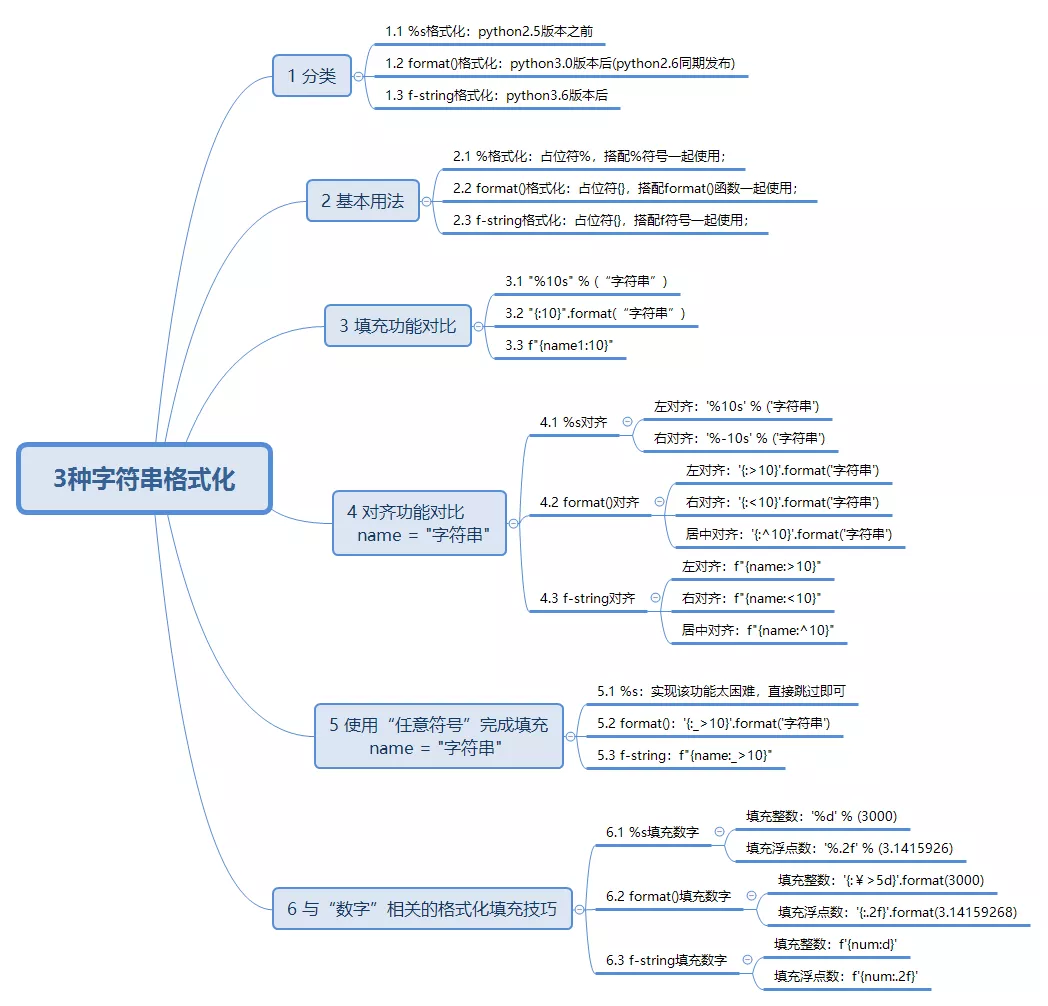 3种字符串格式化
1 分类
1.1 %s格式化：python2.5版本之前
1.2 format()格式化：python3.0版本后(python2.6同期发布)
1.3 f-string格式化：python3.6版本后
2 基本用法
2.1 %格式化：占位符%，搭配%符号一起使用；
2.2 format()格式化：占位符{}，搭配format()函数一起使用；
2.3 f-string格式化：占位符{}，搭配f符号一起使用；
3 填充功能对比
3.1 "%10s" % (“字符串”)
3.2 "{:10}".format(“字符串”)
3.3 f"{name1:10}"
4 对齐功能对比
name = "字符串"
4.1 %s对齐
左对齐：'%10s' % ('字符串')
右对齐：'%-10s' % ('字符串')
4.2 format()对齐
左对齐：'{:>10}'.format('字符串')
右对齐：'{:<10}'.format('字符串')
居中对齐：'{:^10}'.format('字符串')
4.3 f-string对齐
左对齐：f"{name:>10}"
右对齐：f"{name:<10}"
居中对齐：f"{name:^10}"
5 使用“任意符号”完成填充
name = "字符串"
5.1 %s：实现该功能太困难，直接跳过即可
5.2 format()：'{:_>10}'.format('字符串')
5.3 f-string：f"{name:_>10}"
6 与“数字”相关的格式化填充技巧
6.1 %s填充数字
填充整数：'%d' % (3000)
填充浮点数：'%.2f' % (3.1415926)
6.2 format()填充数字
填充整数：'{:￥>5d}'.format(3000)
填充浮点数：'{:.2f}'.format(3.14159268)
6.3 f-string填充数字
填充整数：f'{num:d}'
填充浮点数：f'{num:.2f}'